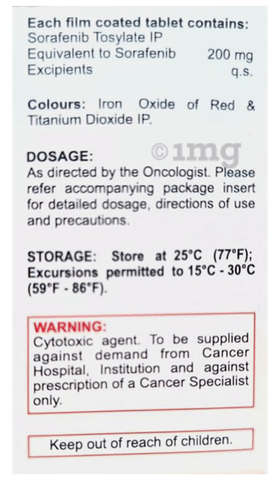 Each film coated tablet contains:
Sorafenib Tosylate IP
Equivalent to Sorafenib 200 mg
Excipients q.s.
Colours: Iron Oxide of Red &
Titanium Dioxide IP.
DOSAGE:
© 1mg
As directed by the Oncologist. Please
refer accompanying package insert
for detailed dosage, directions of use
and precautions.
STORAGE: Store at 25°C (77°F);
Excursions permitted to 15°C - 30°C
(59°F - 86°F).
WARNING:
Cytotoxic agent. To be supplied
against demand from Cancer
Hospital, Institution and against
prescription of a Cancer Specialist
only.
Keep out of reach of children.